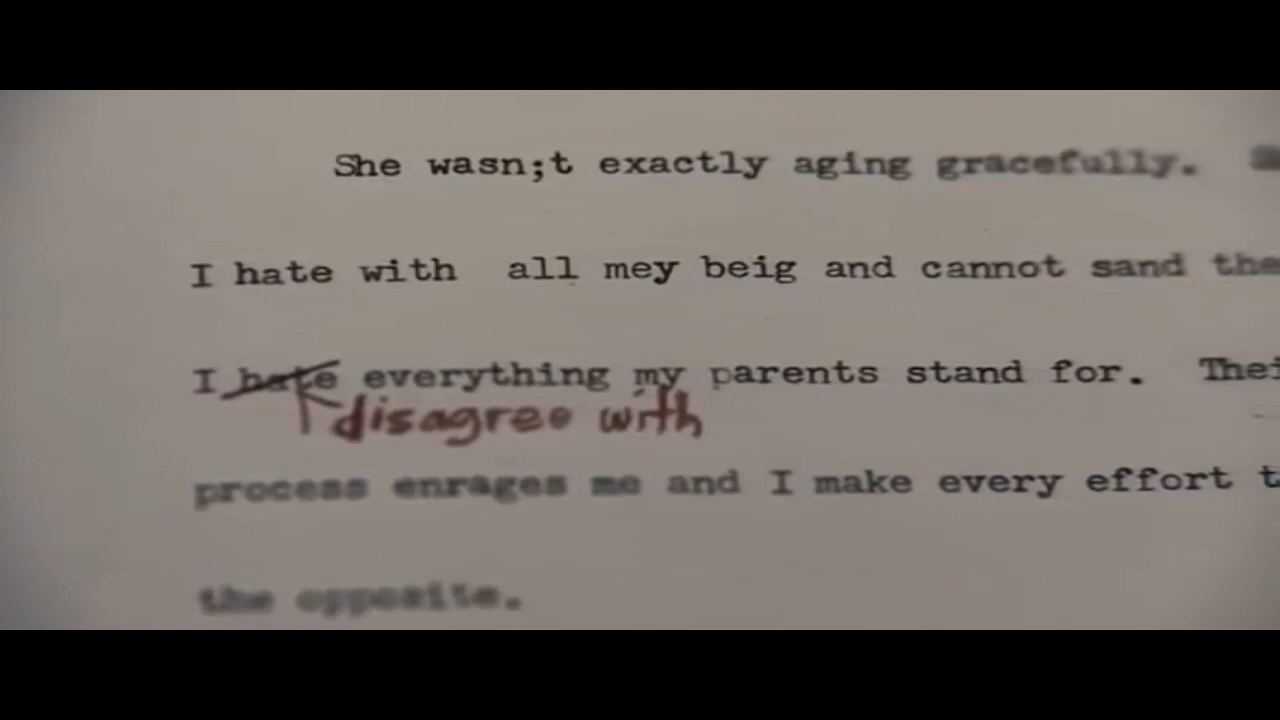 She wasn;t exactly aging gracefully.
I hate with all mey beig and cannot sand the
I hate everything my parents stand for. Thei
disagree with
process enrages me and I make every effort t
the opposite.